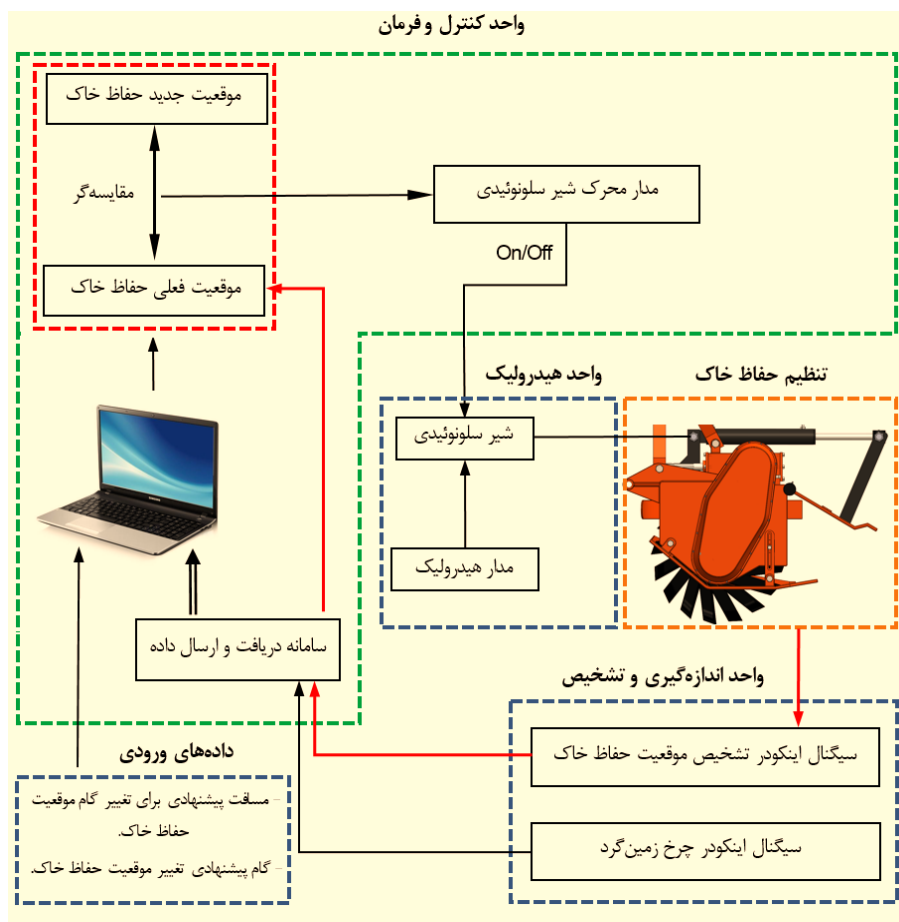 واحد کنترل و فرمان
موقعیت جدید حفاظ خاک
مقایسه‌گر
مدار محرک شیر سلونوئیدی
On/Off
موقعیت فعلی حفاظ خاک
تنظیم حفاظ خاک
واحد هیدرولیک
شیر سلونوئیدی
مدار هیدرولیک
سامانه دریافت و ارسال داده
واحد اندازه‌گیری و تشخیص
سیگنال اینکودر تشخیص موقعیت حفاظ خاک
سیگنال اینکودر چرخ زمین‌گرد
داده‌های ورودی
- مسافت پیشنهادی برای تغییر گام موقعیت
حفاظ خاک.
- گام پیشنهادی تغییر موقعیت حفاظ خاک.